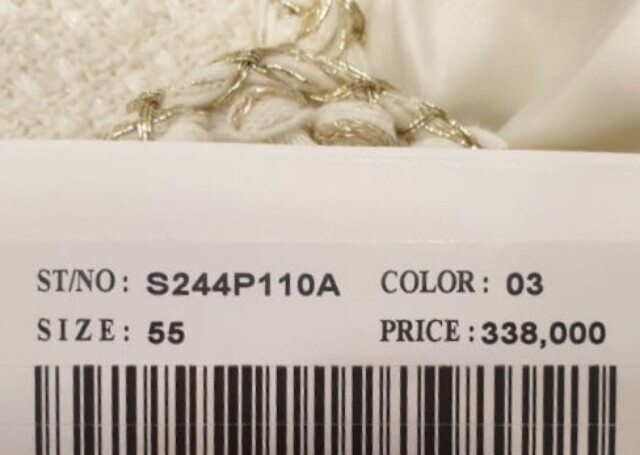 ST/NO: S244P110A COLOR: 03
SIZE: 55 PRICE: 338,000